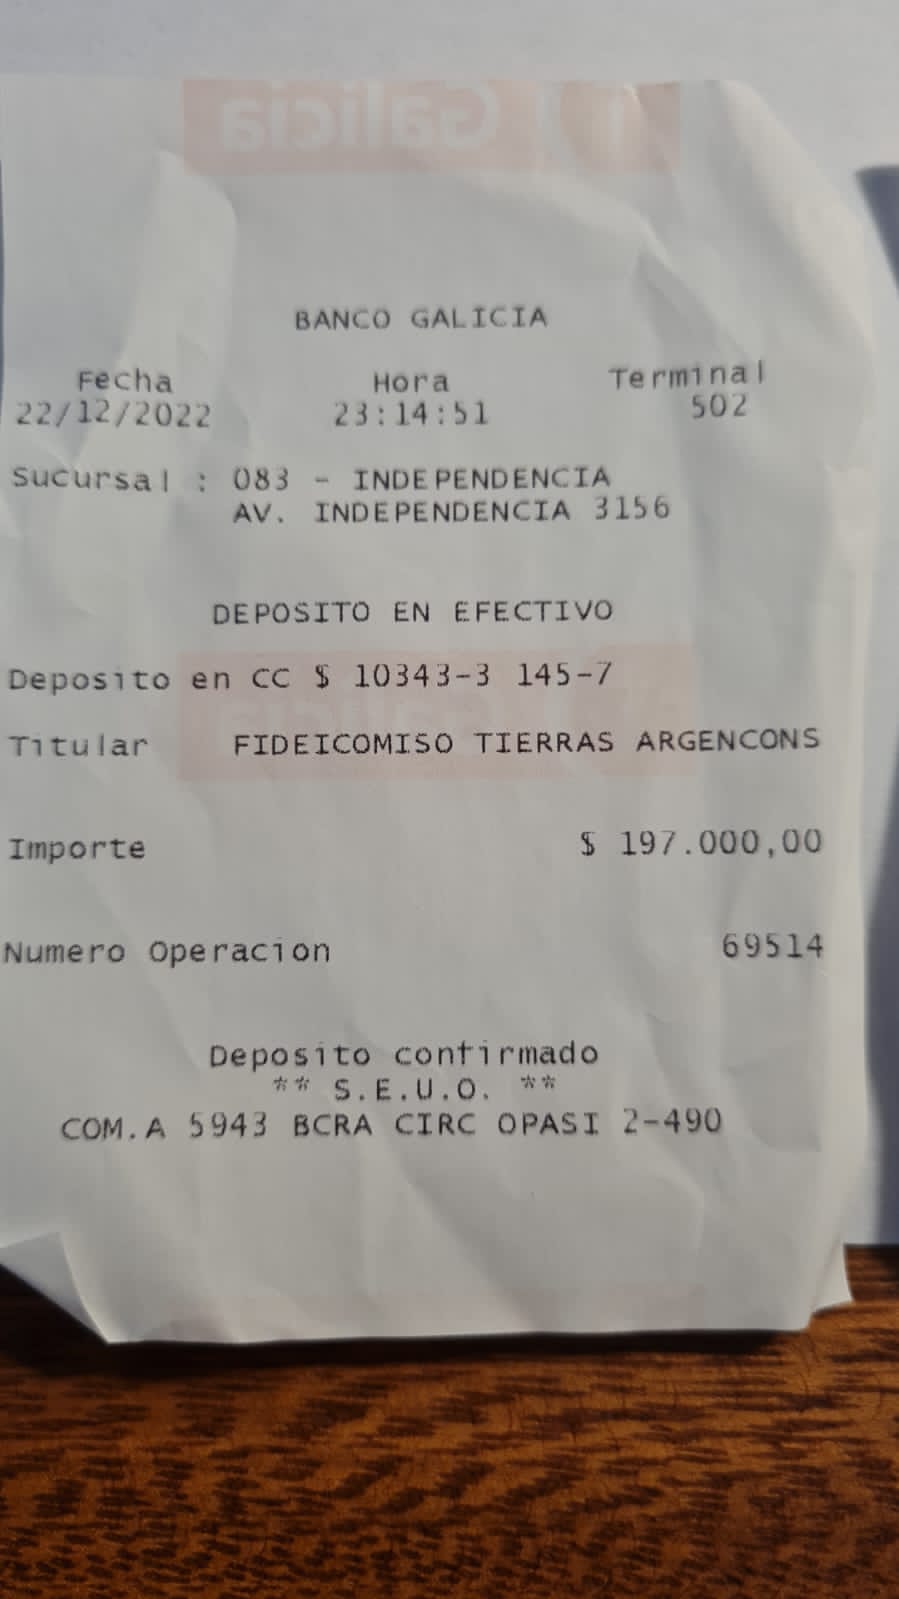 Galicia
BANCO GALICIA
Fecha Hora Terminal
22/12/2022 23:14:51 502
Sucursal : 083 - INDEPENDENCIA
AV. INDEPENDENCIA 3156
DEPOSITO EN EFECTIVO
Deposito en CC $ 10343-3 145-7
Galicia
Titular FIDEICOMISO TIERRAS ARGENCONS
Importe $ 197.000,00
Numero Operacion 69514
Deposito confirmado
** S.E.U.O. **
COM.A 5943 BCRA CIRC OPASI 2-490